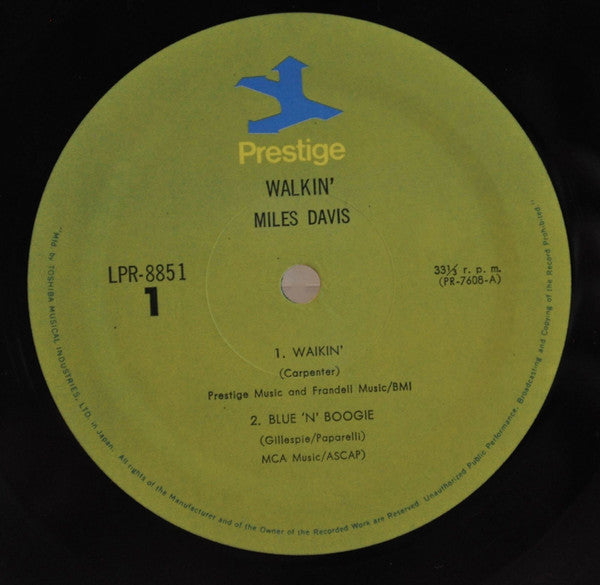 Prestige
WALKIN'
MILES DAVIS
LPR-8851
1
33⅓ r. p. m.
(PR-7608-A)
1. WAIKIN'
(Carpenter)
Prestige Music and Frandell Music/BMI
2. BLUE 'N' BOOGIE
(Gillespie/Paparelli)
MCA Music/ASCAP)
"Mfd. by TOSHIBA MUSICAL INDUSTRIES, LTD. in Japan. All rights of the Manufacturer and of the Owner of the Recorded Work are Reserved. Unauthorized Public Performance, Broadcasting and Copying of the Record Prohibited."